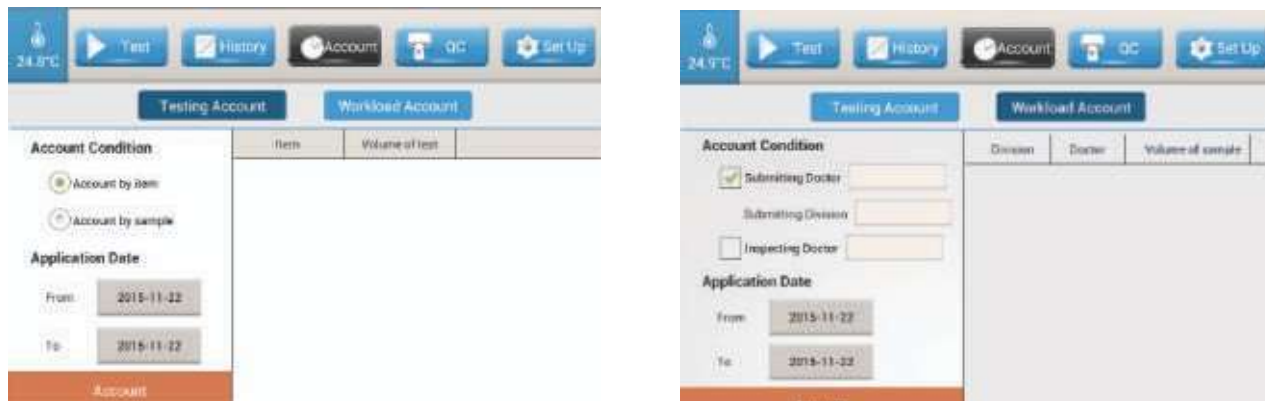 24.8°C Test History Account QC Set Up
Testing Account Workload Account
Account Condition Item Volume of test
Account by item
Account by sample
Application Date
From 2015-11-22
To 2015-11-22
Account
24.9°C Test History Account QC Set Up
Testing Account Workload Account
Account Condition Division Doctor Volume of sample
Submitting Doctor
Submitting Division
Inspecting Doctor
Application Date
From 2015-11-22
To 2015-11-22